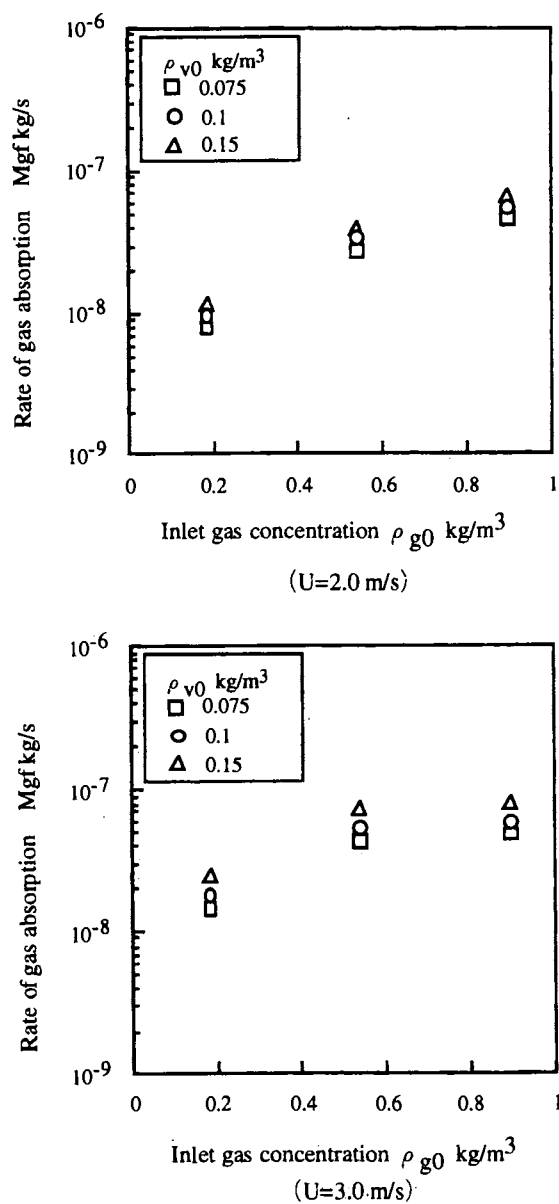 10⁻⁶
ρv0 kg/m³
□ 0.075
○ 0.1
△ 0.15
10⁻⁷
10⁻⁸
10⁻⁹
Rate of gas absorption Mgf kg/s
0 0.2 0.4 0.6 0.8 1
Inlet gas concentration ρg0 kg/m³
(U=2.0 m/s)
10⁻⁶
ρv0 kg/m³
□ 0.075
○ 0.1
△ 0.15
10⁻⁷
10⁻⁸
10⁻⁹
Rate of gas absorption Mgf kg/s
0 0.2 0.4 0.6 0.8 1
Inlet gas concentration ρg0 kg/m³
(U=3.0 m/s)